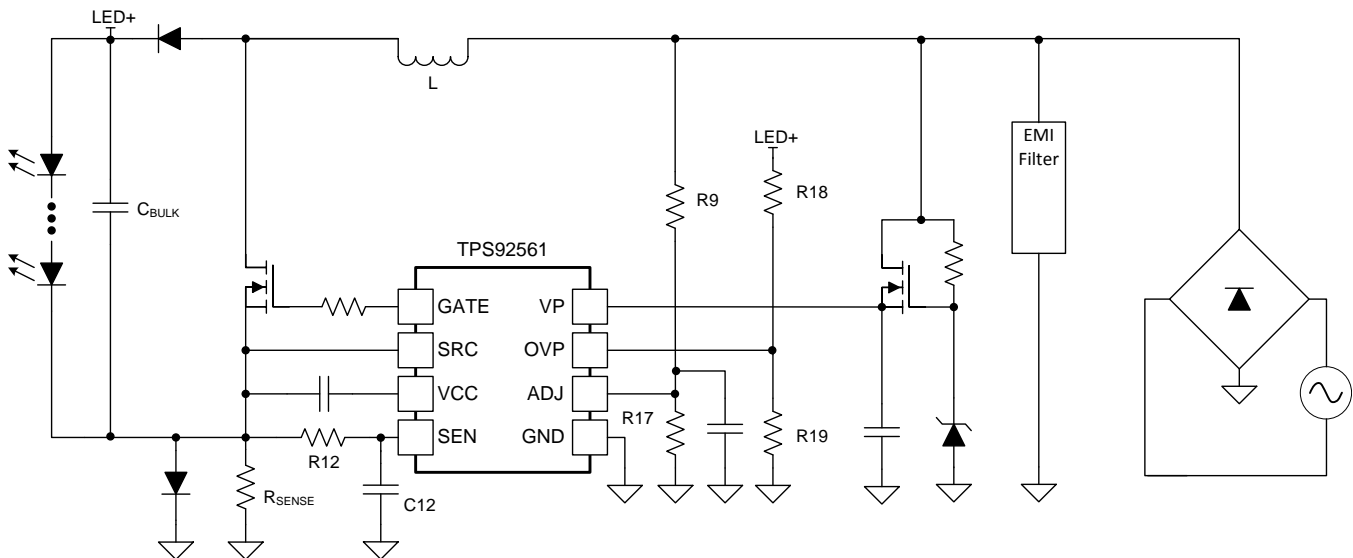 LED+
L
EMI
Filter
LED+
R9
R18
CBULK
TPS92561
GATE
VP
SRC
OVP
VCC
ADJ
R17
SEN
GND
R19
R12
RSENSE
C12